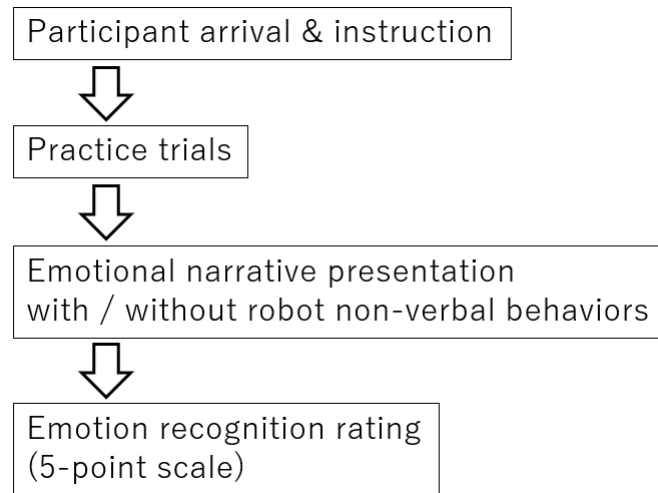 Participant arrival & instruction
Practice trials
Emotional narrative presentation
with / without robot non-verbal behaviors
Emotion recognition rating
(5-point scale)